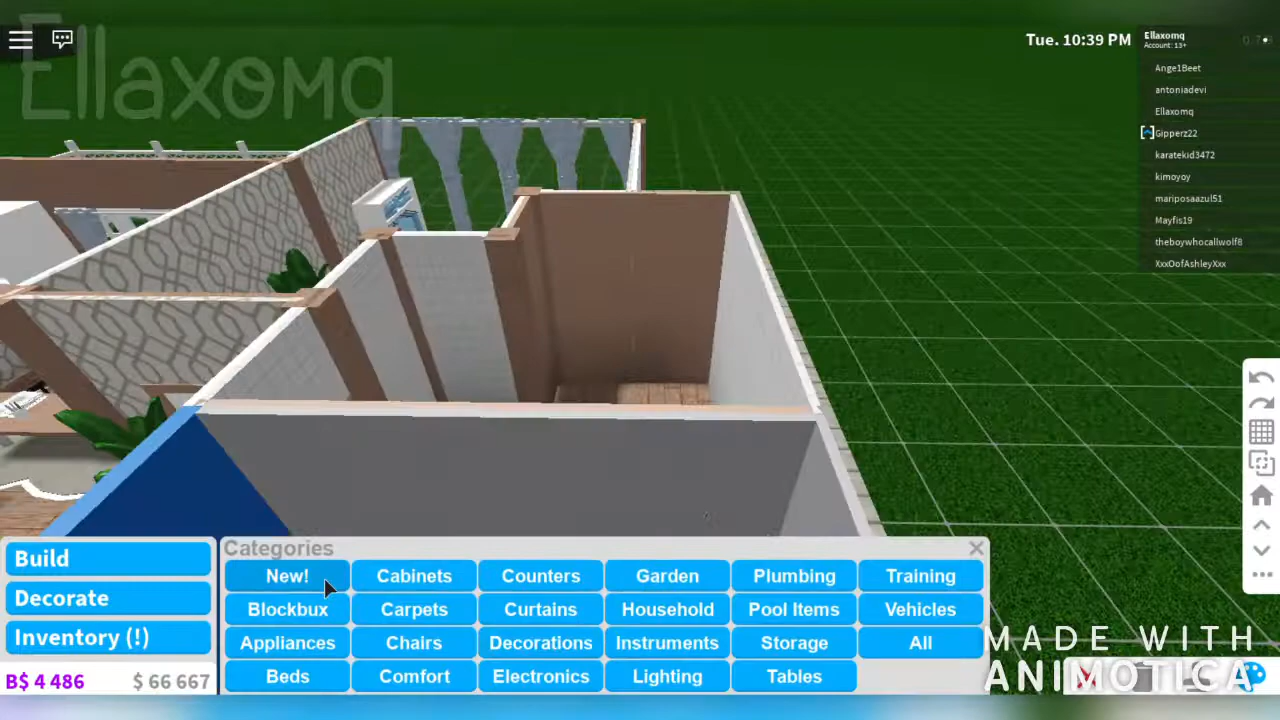 Ellaxomq
Tue. 10:39 PM
Ellaxomq
Account: 13+
Ange1Beet
antoniadevi
Ellaxomq
Gipperz22
karatekid3472
kimoyoy
mariposaazul51
Mayfis19
theboywhocallwolf8
XxxOofAshleyXxx
Build
Decorate
Inventory (!)
B$ 4 486
$ 66 667
Categories
New! Cabinets Counters Garden Plumbing Training
Blockbux Carpets Curtains Household Pool Items Vehicles
Appliances Chairs Decorations Instruments Storage All
Beds Comfort Electronics Lighting Tables
MADE WITH
ANIMOTICA